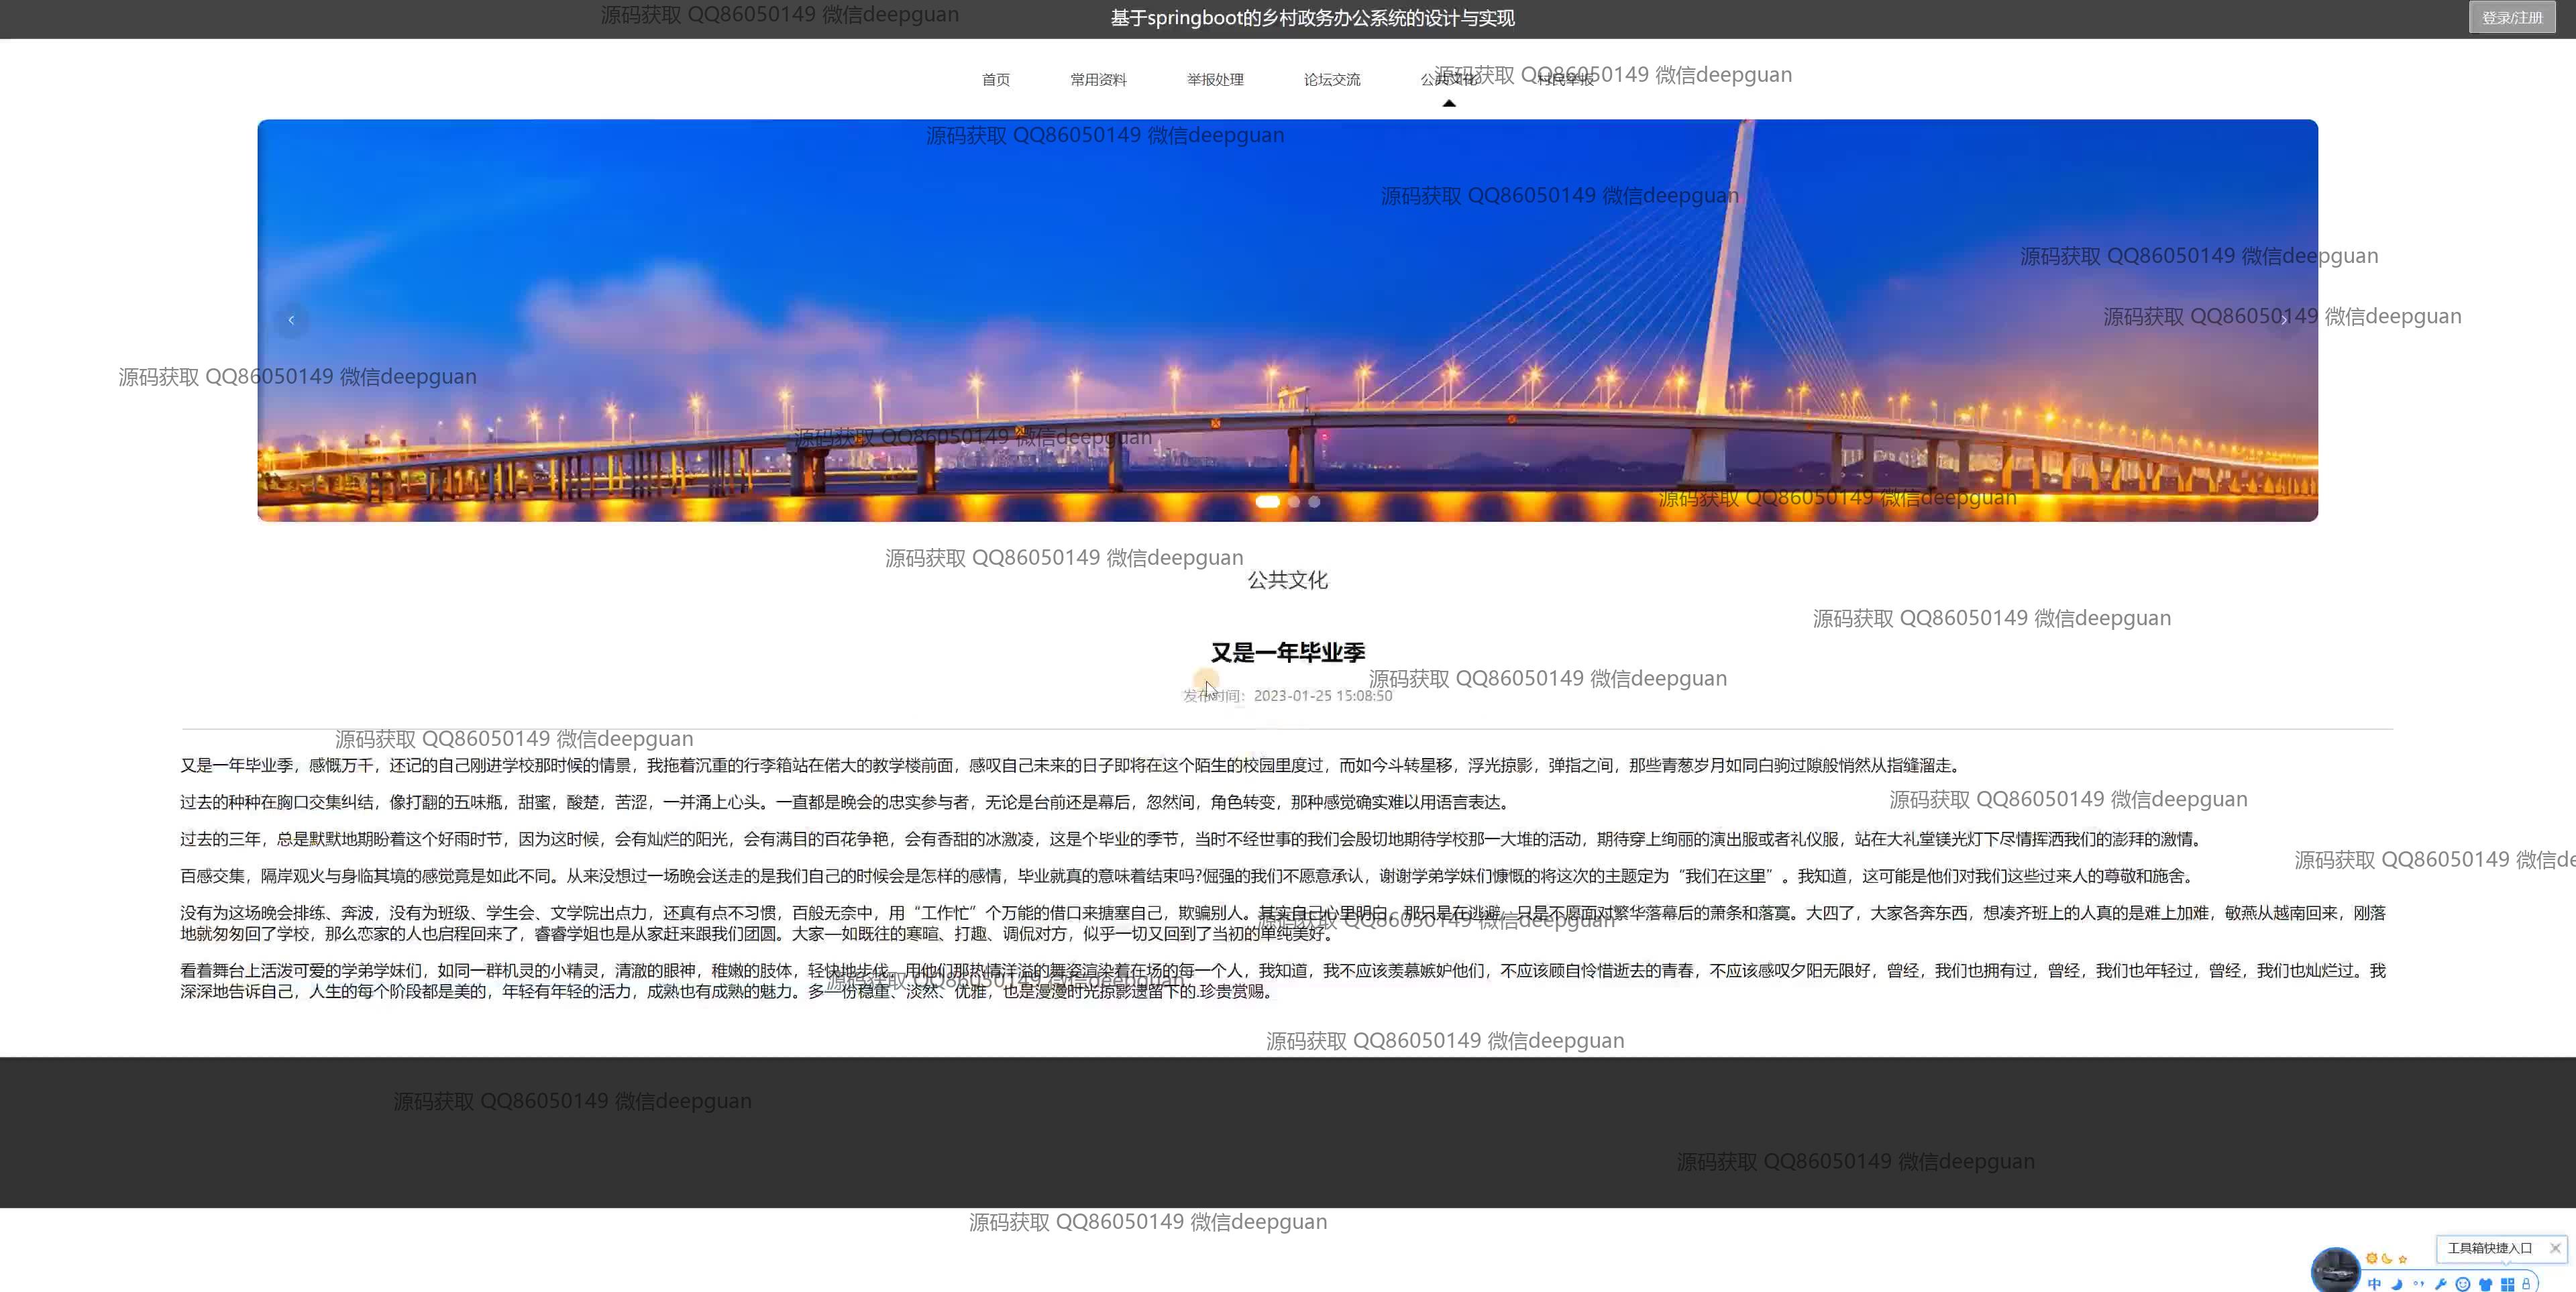 源码获取 QQ86050149 微信deepguan
基于springboot的乡村政务办公系统的设计与实现
登录/注册
首页
常用资料
举报处理
论坛交流
公共文化
村民举报
源码获取 QQ86050149 微信deepguan
源码获取 QQ86050149 微信deepguan
源码获取 QQ86050149 微信deepguan
源码获取 QQ86050149 微信deepguan
源码获取 QQ86050149 微信deepguan
源码获取 QQ86050149 微信deepguan
源码获取 QQ86050149 微信deepguan
源码获取 QQ86050149 微信deepguan
源码获取 QQ86050149 微信deepguan
公共文化
源码获取 QQ86050149 微信deepguan
又是一年毕业季
源码获取 QQ86050149 微信deepguan
发布时间：2023-01-25 15:08:50
源码获取 QQ86050149 微信deepguan
又是一年毕业季，感慨万千，还记的自己刚进学校那时候的情景，我拖着沉重的行李箱站在偌大的教学楼前面，感叹自己未来的日子即将在这个陌生的校园里度过，而如今斗转星移，浮光掠影，弹指之间，那些青葱岁月如同白驹过隙般悄然从指缝溜走。
过去的种种在胸口交集纠结，像打翻的五味瓶，甜蜜，酸楚，苦涩，一并涌上心头。一直都是晚会的忠实参与者，无论是台前还是幕后，忽然间，角色转变，那种感觉确实难以用语言表达。
源码获取 QQ86050149 微信deepguan
过去的三年，总是默默地期盼着这个好雨时节，因为这时候，会有灿烂的阳光，会有满目的百花争艳，会有香甜的冰激凌，这是个毕业的季节，当时不经世事的我们会殷切地期待学校那一大堆的活动，期待穿上绚丽的演出服或者礼仪服，站在大礼堂镁光灯下尽情挥洒我们的澎拜的激情。
源码获取 QQ86050149 微信de
百感交集，隔岸观火与身临其境的感觉竟是如此不同。从来没想过一场晚会送走的是我们自己的时候会是怎样的感情，毕业就真的意味着结束吗?倔强的我们不愿意承认，谢谢学弟学妹们慷慨的将这次的主题定为“我们在这里”。我知道，这可能是他们对我们这些过来人的尊敬和施舍。
没有为这场晚会排练、奔波，没有为班级、学生会、文学院出点力，还真有点不习惯，百般无奈中，用“工作忙”个万能的借口来搪塞自己，欺骗别人。其实自己心里明白，那只是在逃避，只是不愿面对繁华落幕后的萧条和落寞。大四了，大家各奔东西，想凑齐班上的人真的是难上加难，敏燕从越南回来，刚落
地就匆匆回了学校，那么恋家的人也启程回来了，睿睿学姐也是从家赶来跟我们团圆。大家一如既往的寒暄、打趣、调侃对方，似乎一切又回到了当初的单纯美好。
源码获取 QQ86050149 微信deepguan
看着舞台上活泼可爱的学弟学妹们，如同一群机灵的小精灵，清澈的眼神，稚嫩的肢体，轻快地步伐，用他们那热情洋溢的舞姿渲染着在场的每一个人，我知道，我不应该羡慕嫉妒他们，不应该顾自怜惜逝去的青春，不应该感叹夕阳无限好，曾经，我们也拥有过，曾经，我们也年轻过，曾经，我们也灿烂过。我
深深地告诉自己，人生的每个阶段都是美的，年轻有年轻的活力，成熟也有成熟的魅力。多一份稳重、淡然、优雅，也是漫漫时光掠影遗留下的.珍贵赏赐。
源码获取 QQ86050149 微信deepguan
源码获取 QQ86050149 微信deepguan
源码获取 QQ86050149 微信deepguan
源码获取 QQ86050149 微信deepguan
源码获取 QQ86050149 微信deepguan
工具箱快捷入口
中